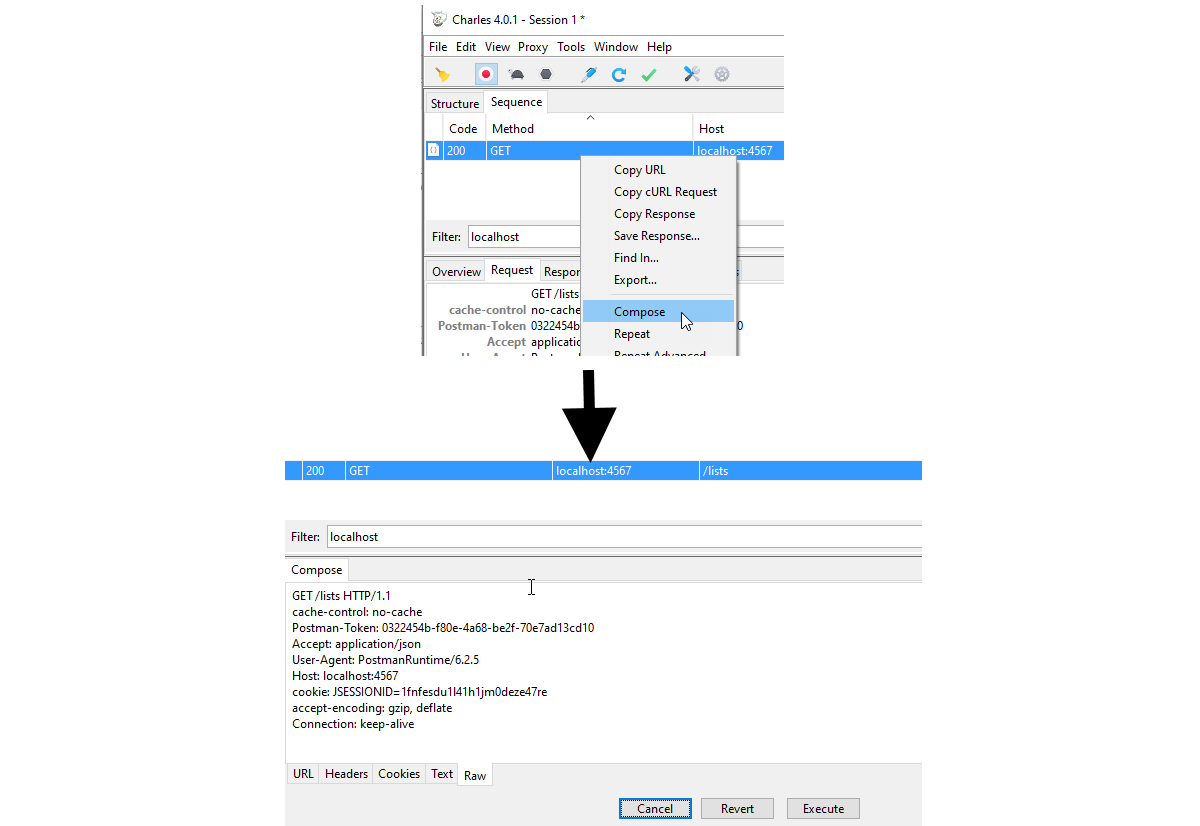 Charles 4.0.1 - Session 1 *
File Edit View Proxy Tools Window Help
Structure Sequence
Code Method Host
200 GET localhost:4567
Copy URL
Copy cURL Request
Copy Response
Save Response...
Filter: localhost
Find In...
Overview Request Respon
Export...
GET /lists
cache-control no-cache
Compose
Postman-Token 0322454b 0
Repeat
Accept applicatio
Repeat Advanced
200 GET localhost:4567 /lists
Filter: localhost
Compose
GET /lists HTTP/1.1
cache-control: no-cache
Postman-Token: 0322454b-f80e-4a68-be2f-70e7ad13cd10
Accept: application/json
User-Agent: PostmanRuntime/6.2.5
Host: localhost:4567
cookie: JSESSIONID=1fnfesdu1l41h1jm0deze47re
accept-encoding: gzip, deflate
Connection: keep-alive
URL Headers Cookies Text Raw
Cancel Revert Execute